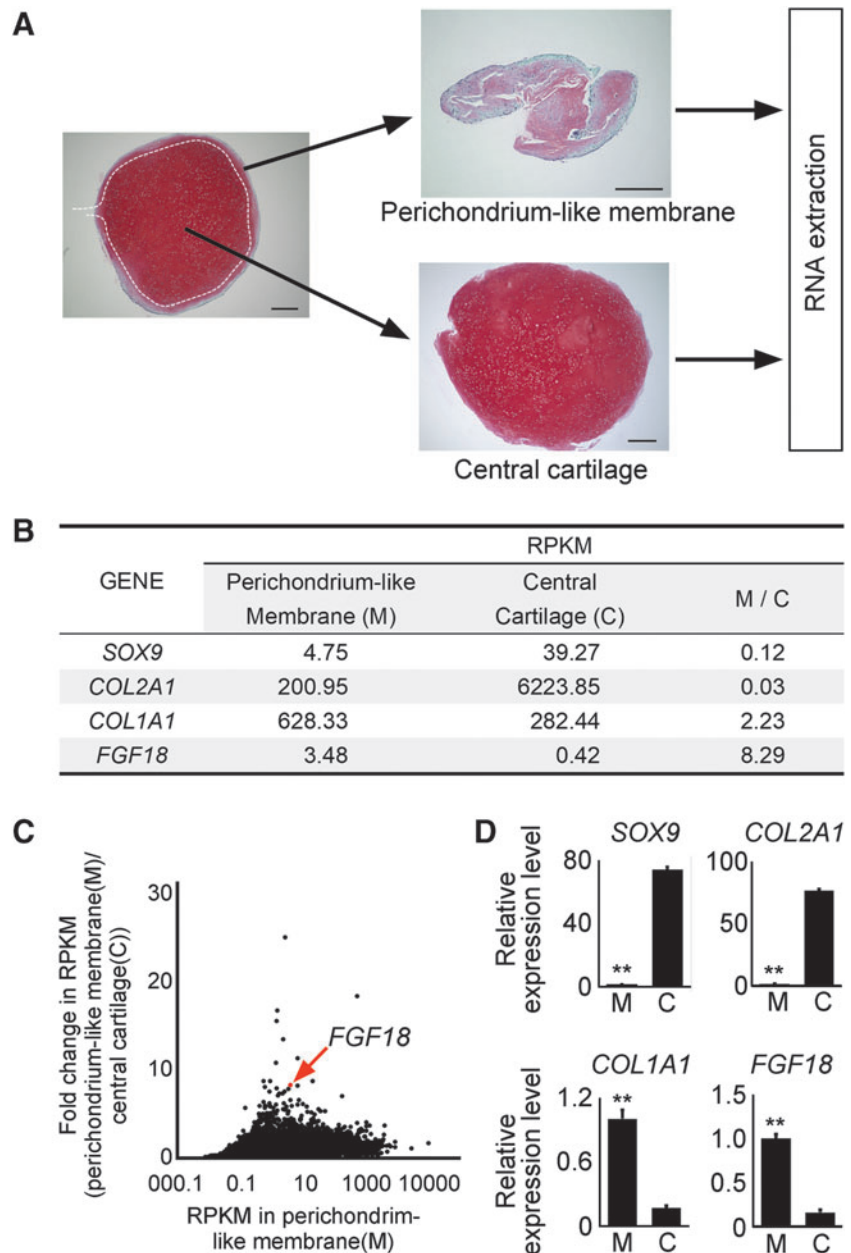 A
Perichondrium-like membrane
Central cartilage
RNA extraction
B
RPKM
GENE
Perichondrium-like
Membrane (M)
Central
Cartilage (C)
M / C
SOX9 4.75 39.27 0.12
COL2A1 200.95 6223.85 0.03
COL1A1 628.33 282.44 2.23
FGF18 3.48 0.42 8.29
C
Fold change in RPKM
(perichondrium-like membrane(M)/
central cartilage(C))
30
20
10
0
FGF18
000.1 0.1 10 1000 10000
RPKM in perichondrim-
like membrane(M)
D
Relative
expression level
SOX9
80
40
0
**
M C
COL2A1
100
50
0
**
M C
Relative
expression level
COL1A1
1.2
0.6
0
**
M C
FGF18
1.5
1.0
0.5
0
**
M C